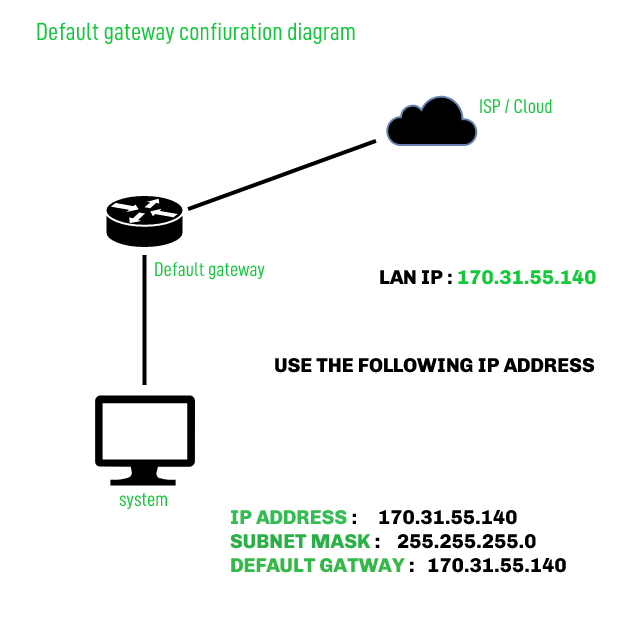 Default gateway confiuration diagram
ISP / Cloud
Default gateway
LAN IP : 170.31.55.140
USE THE FOLLOWING IP ADDRESS
system
IP ADDRESS : 170.31.55.140
SUBNET MASK : 255.255.255.0
DEFAULT GATWAY : 170.31.55.140